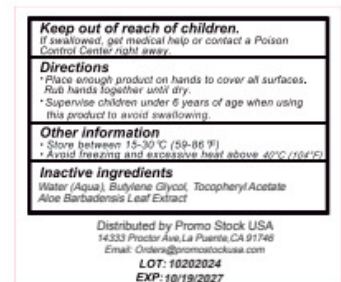 Keep out of reach of children.
If swallowed, get medical help or contact a Poison
Control Center right away.
Directions
• Place enough product on hands to cover all surfaces.
Rub hands together until dry.
• Supervise children under 6 years of age when using
this product to avoid swallowing.
Other information
• Store between 15-30°C (59-86°F)
• Avoid freezing and excessive heat above 40°C (104°F)
Inactive ingredients
Water (Aqua), Butylene Glycol, Tocopheryl Acetate
Aloe Barbadensis Leaf Extract
Distributed by Promo Stock USA
14333 Proctor Ave,La Puente,CA 91746
Email: Orders@promostockusa.com
LOT: 10202024
EXP: 10/19/2027